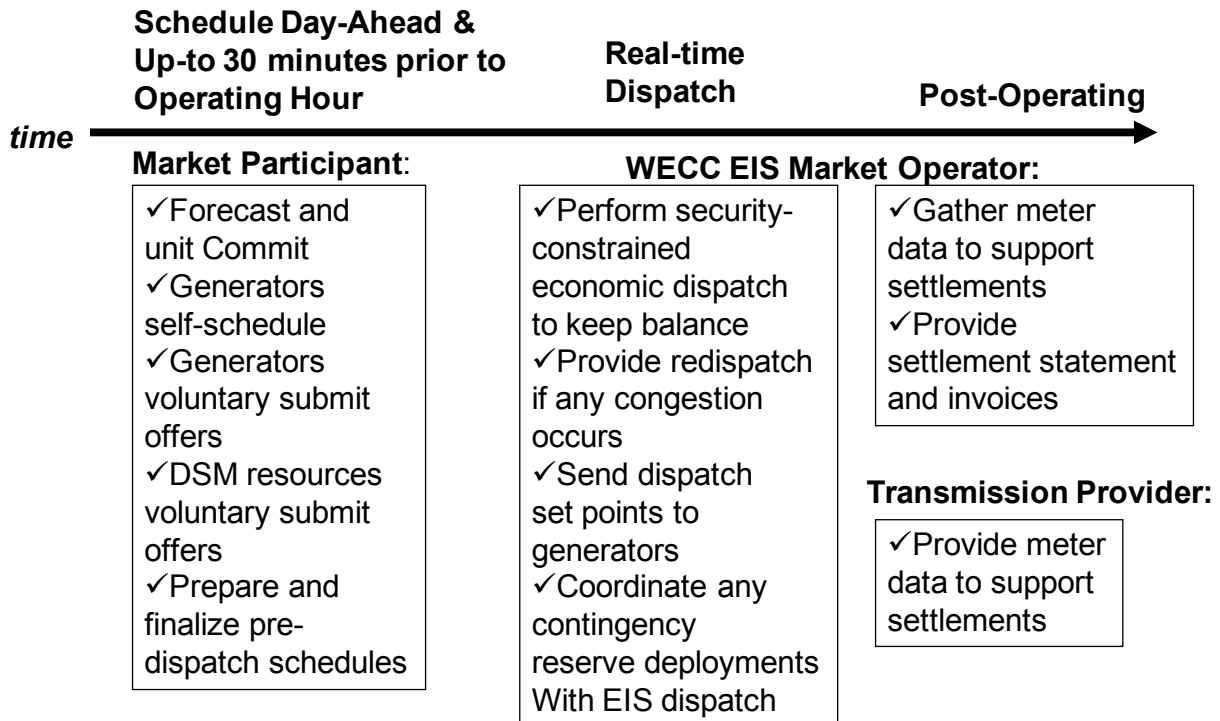 Schedule Day-Ahead &
Up-to 30 minutes prior to
Operating Hour
Real-time
Dispatch
Post-Operating
time
Market Participant:
✓Forecast and
unit Commit
✓Generators
self-schedule
✓Generators
voluntary submit
offers
✓DSM resources
voluntary submit
offers
✓Prepare and
finalize pre-
dispatch schedules
WECC EIS Market Operator:
✓Perform security-
constrained
economic dispatch
to keep balance
✓Provide redispatch
if any congestion
occurs
✓Send dispatch
set points to
generators
✓Coordinate any
contingency
reserve deployments
With EIS dispatch
✓Gather meter
data to support
settlements
✓Provide
settlement statement
and invoices
Transmission Provider:
✓Provide meter
data to support
settlements